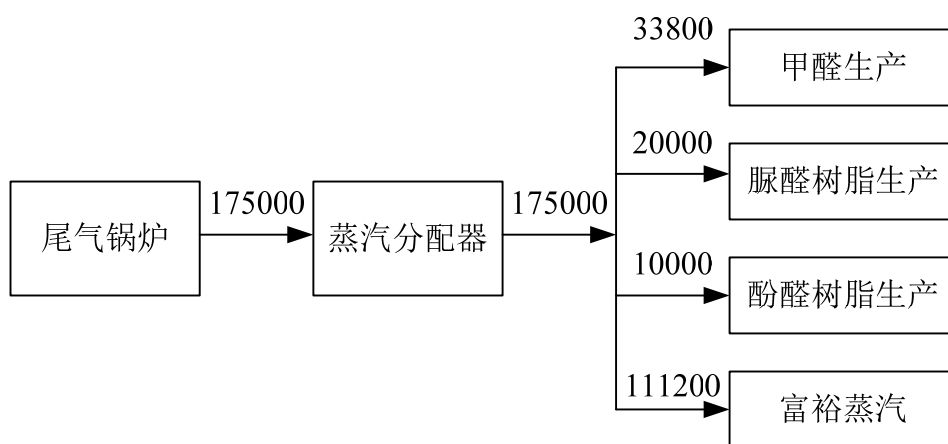 33800
甲醛生产
20000
脲醛树脂生产
175000
175000
尾气锅炉
蒸汽分配器
10000
酚醛树脂生产
111200
富裕蒸汽